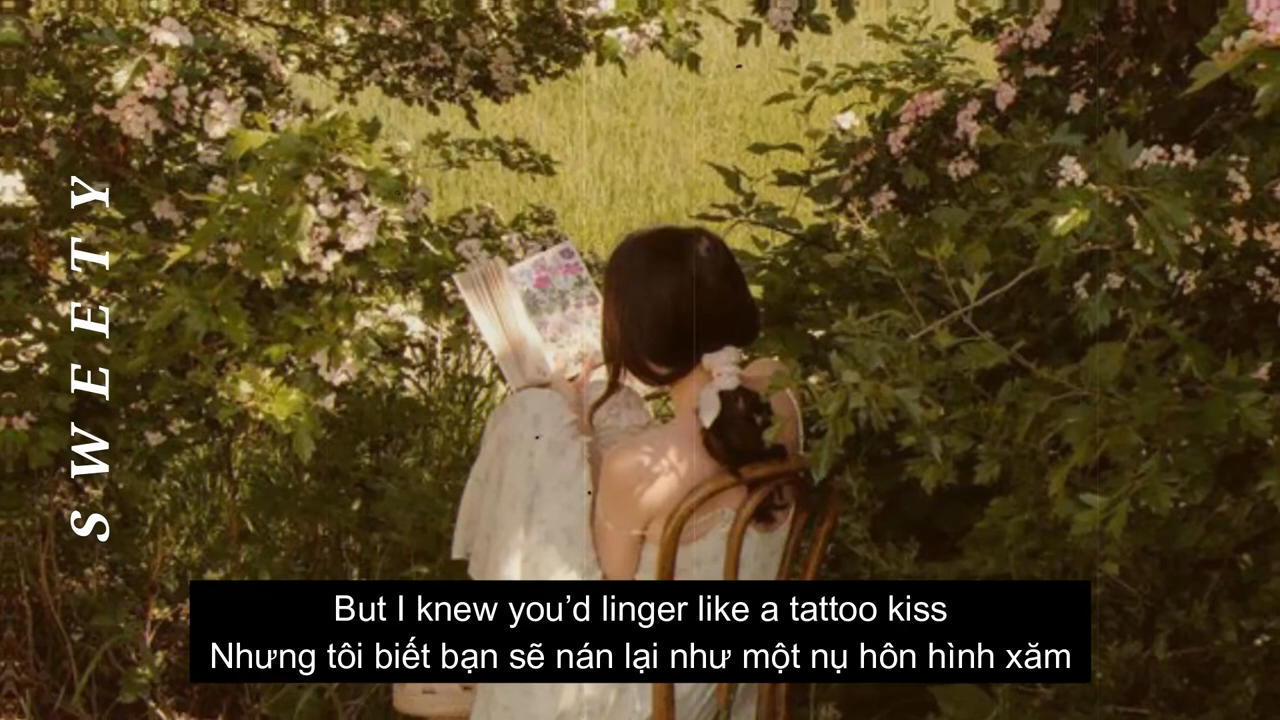 SWEETY
But I knew you’d linger like a tattoo kiss
Nhưng tôi biết bạn sẽ nán lại như một nụ hôn hình xăm